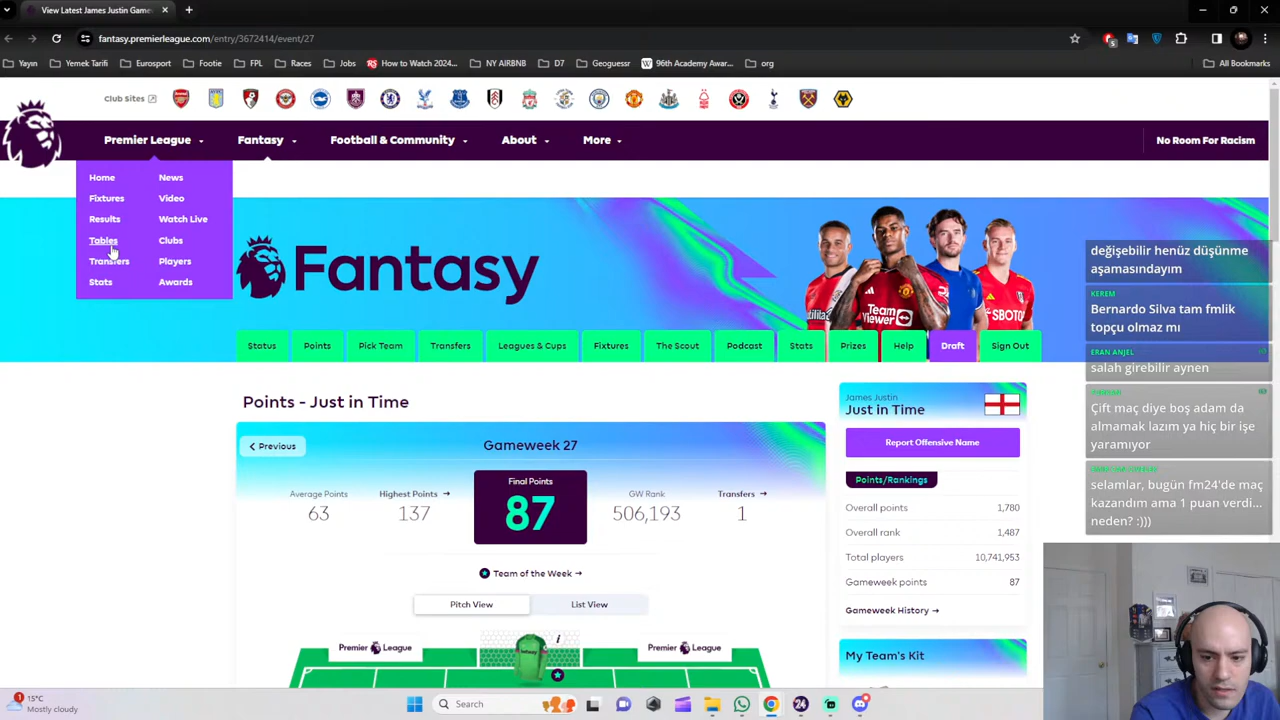 View Latest James Justin Game
fantasy.premierleague.com/entry/3672414/event/27
Yayın
Yemek Tarifi
Eurosport
Footie
FPL
Races
Jobs
How to Watch 2024...
NY AIRBNB
D7
Geoguessr
96th Academy Awar...
org
All Bookmarks
Club Sites
Premier League
Fantasy
Football & Community
About
More
No Room For Racism
Home
News
Fixtures
Video
Results
Watch Live
Tables
Clubs
Transfers
Players
Stats
Awards
Fantasy
TeamViewer
SBOTO
Status
Points
Pick Team
Transfers
Leagues & Cups
Fixtures
The Scout
Podcast
Stats
Prizes
Help
Draft
Sign Out
değişebilir henüz düşünme
aşamasındayım
KEREM
Bernardo Silva tam fmlik
topçu olmaz mı
ERAN ANJEL
salah girebilir aynen
Çift maç diye boş adam da
almamak lazım ya hiç bir işe
yaramıyor
selamlar, bugün fm24'de maç
kazandım ama 1 puan verdi...
neden? :)))
Points - Just in Time
Previous
Gameweek 27
Average Points
63
Highest Points →
137
Final Points
87
GW Rank
506,193
Transfers →
1
Team of the Week →
Pitch View
List View
Premier League
Fantasy
i
Premier League
James Justin
Just in Time
Report Offensive Name
Points/Rankings
Overall points 1,780
Overall rank 1,487
Total players 10,741,953
Gameweek points 87
Gameweek History →
My Team's Kit
1
15°C
Mostly cloudy
Search
24